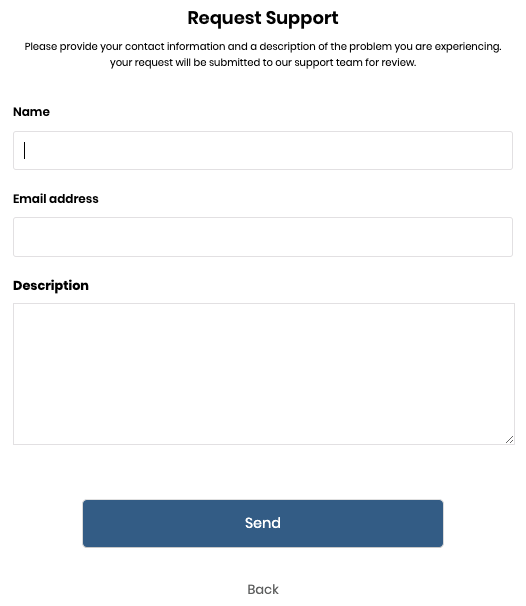 Request Support
Please provide your contact information and a description of the problem you are experiencing.
your request will be submitted to our support team for review.
Name
Email address
Description
Send
Back